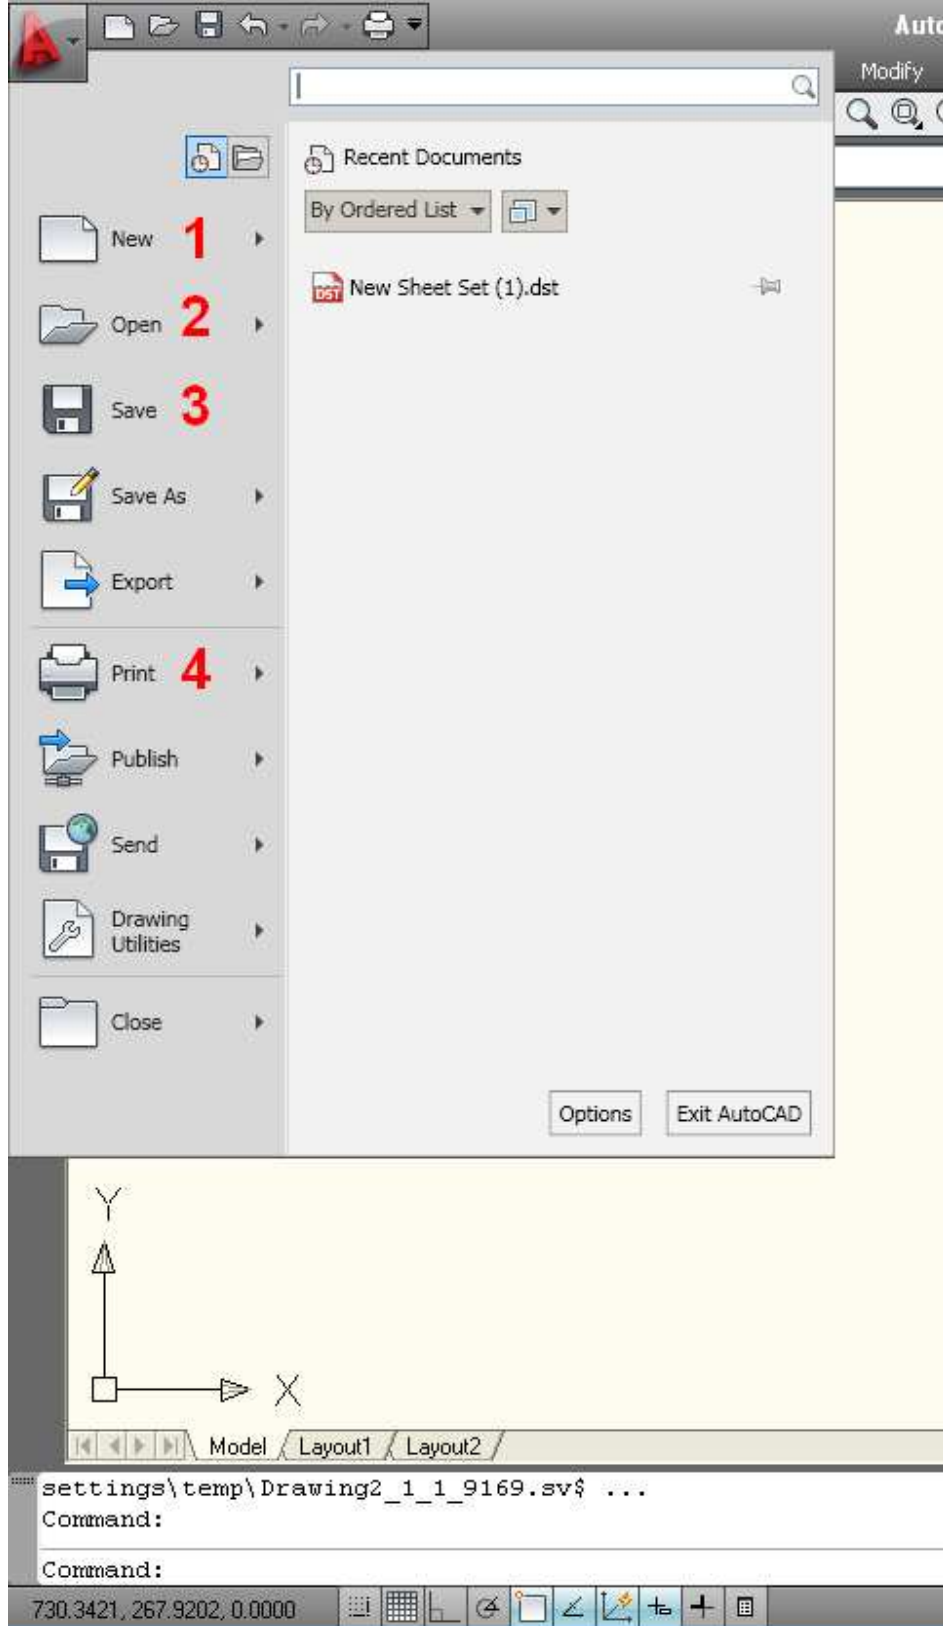 Auto
Modify
Recent Documents
By Ordered List
New 1
DST New Sheet Set (1).dst
Open 2
Save 3
Save As
Export
Print 4
Publish
Send
Drawing
Utilities
Close
Options Exit AutoCAD
Y
X
Model Layout1 Layout2
settings\temp\Drawing2_1_1_9169.sv$ ...
Command:
Command:
730.3421, 267.9202, 0.0000